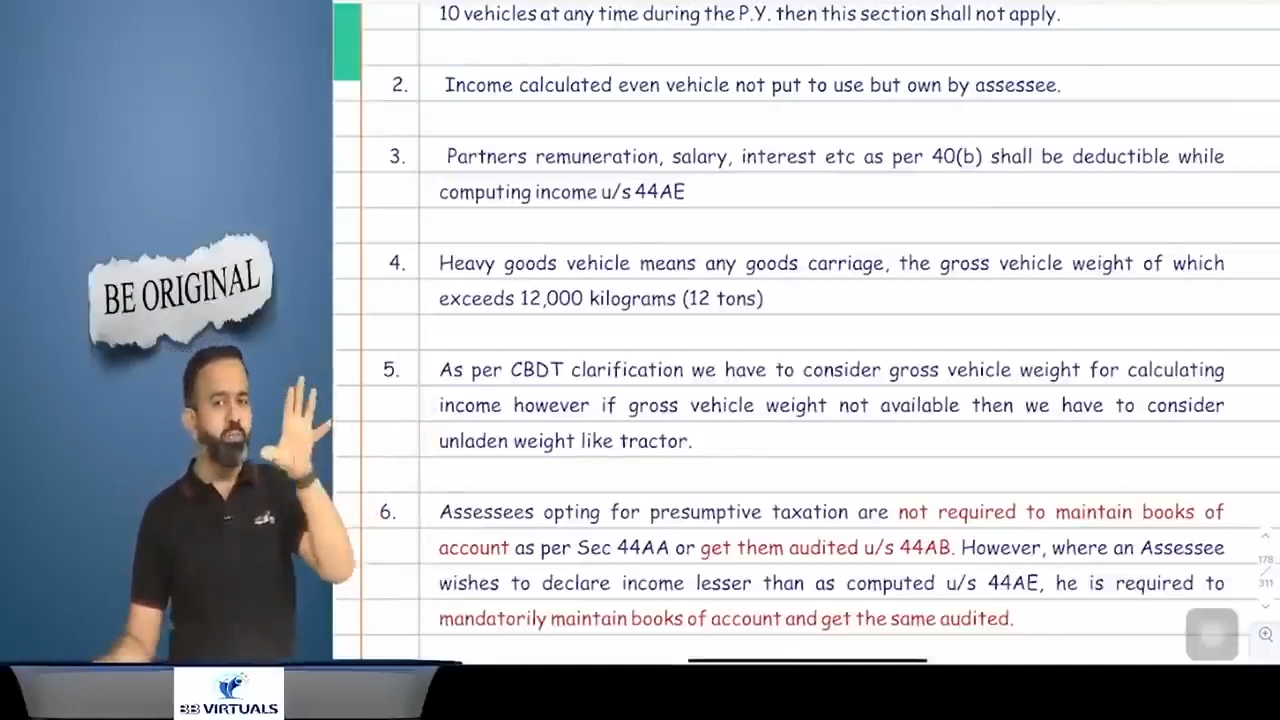 10 vehicles at any time during the P.Y. then this section shall not apply.
2. Income calculated even vehicle not put to use but own by assessee.
3. Partners remuneration, salary, interest etc as per 40(b) shall be deductible while
computing income u/s 44AE
4. Heavy goods vehicle means any goods carriage, the gross vehicle weight of which
exceeds 12,000 kilograms (12 tons)
5. As per CBDT clarification we have to consider gross vehicle weight for calculating
income however if gross vehicle weight not available then we have to consider
unladen weight like tractor.
6. Assessees opting for presumptive taxation are not required to maintain books of
account as per Sec 44AA or get them audited u/s 44AB. However, where an Assessee
wishes to declare income lesser than as computed u/s 44AE, he is required to
mandatorily maintain books of account and get the same audited.
BE ORIGINAL
178
311
BB VIRTUALS